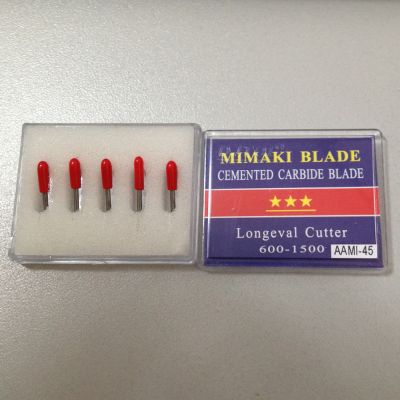 MIMAKI BLADE
CEMENTED CARBIDE BLADE
★★★
Longeval Cutter
600-1500
AAMI-45